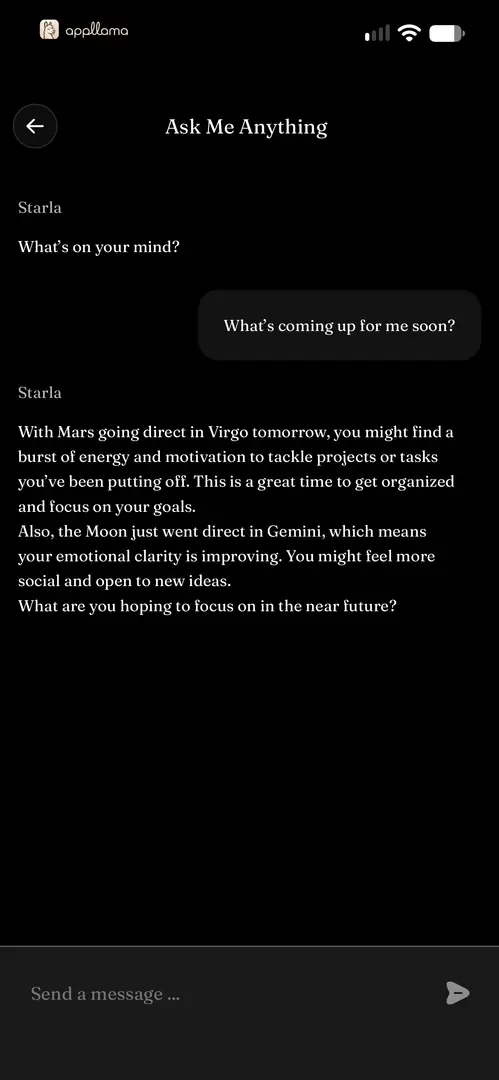 appllama
Ask Me Anything
Starla
What's on your mind?
What's coming up for me soon?
Starla
With Mars going direct in Virgo tomorrow, you might find a
burst of energy and motivation to tackle projects or tasks
you've been putting off. This is a great time to get organized
and focus on your goals.
Also, the Moon just went direct in Gemini, which means
your emotional clarity is improving. You might feel more
social and open to new ideas.
What are you hoping to focus on in the near future?
Send a message ...